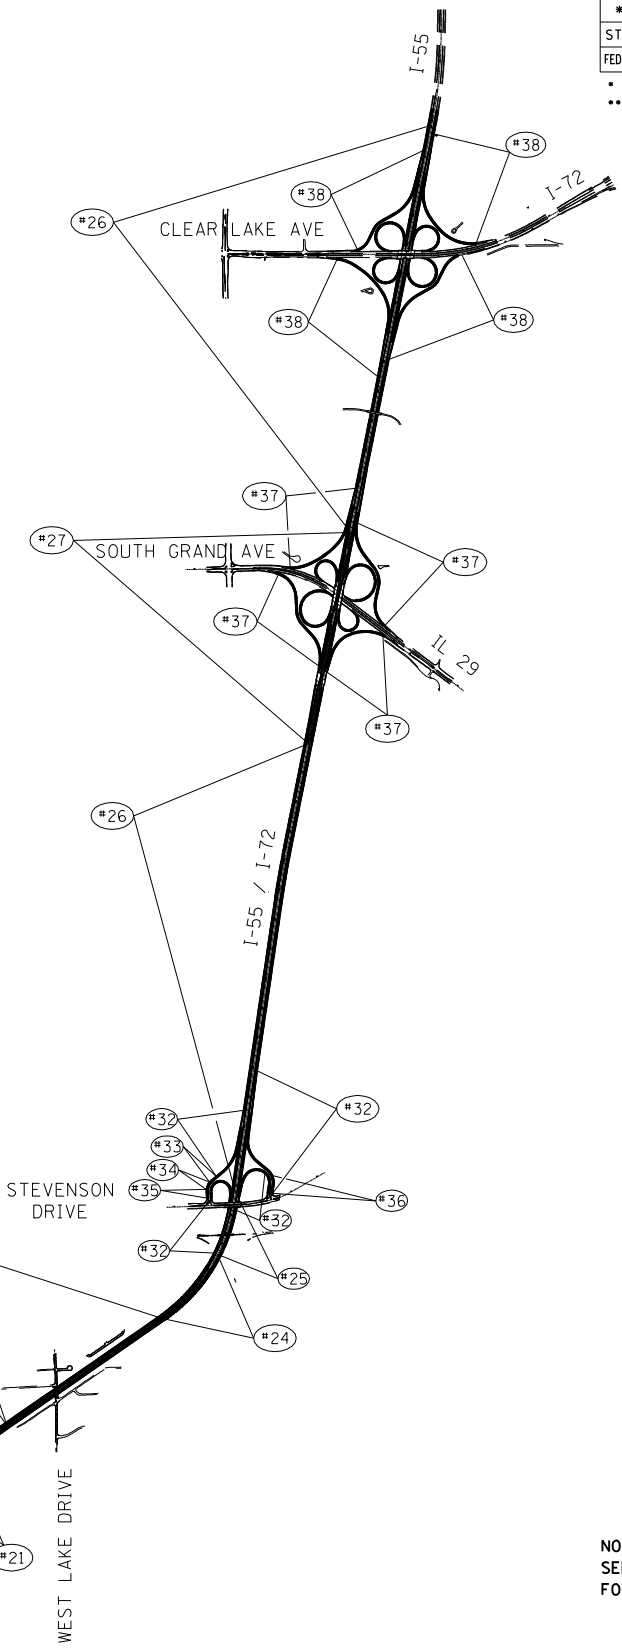 *
I-55
ST
FED
*
**
#38
I-72
#38
#26
CLEAR LAKE AVE
#38
#38
#37
#27
SOUTH GRAND AVE
#37
#37
IL 29
#37
#26
I-55 / I-72
#32
#32
#33
#34
STEVENSON
DRIVE
#35
#36
#32
#32
#25
#24
WEST LAKE DRIVE
#21
NO
SE
FO